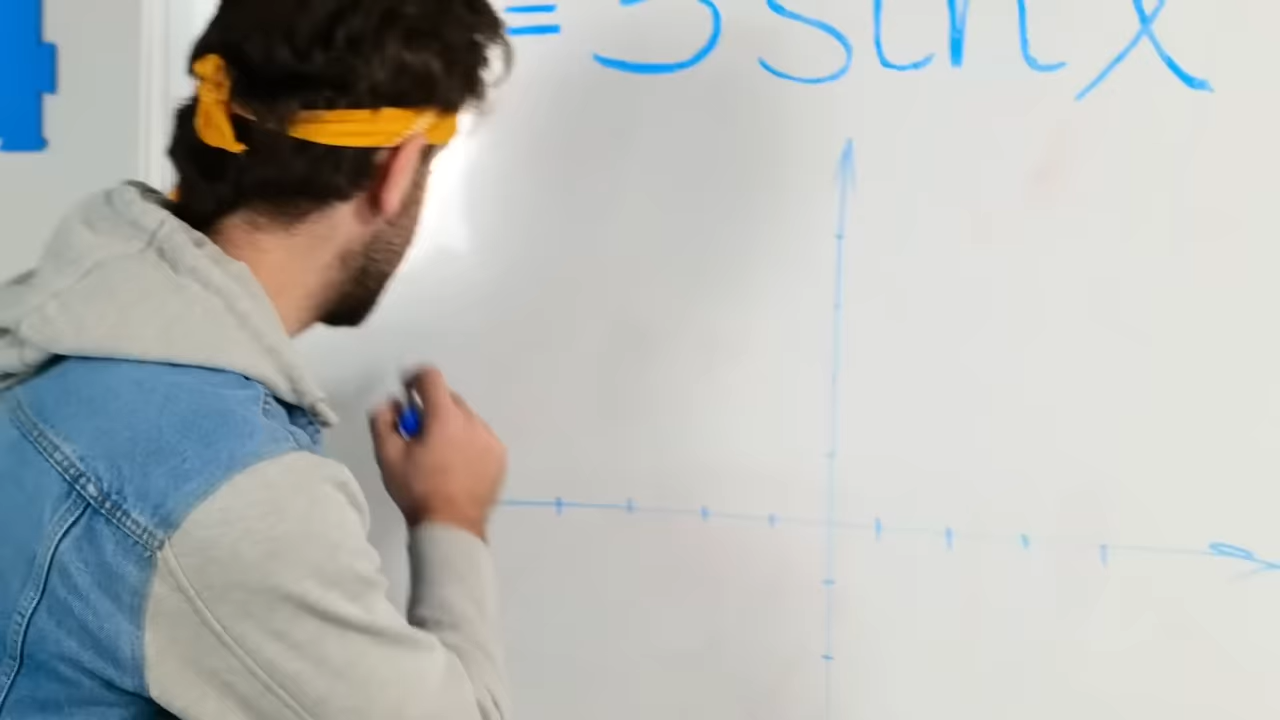 = 3 sin x